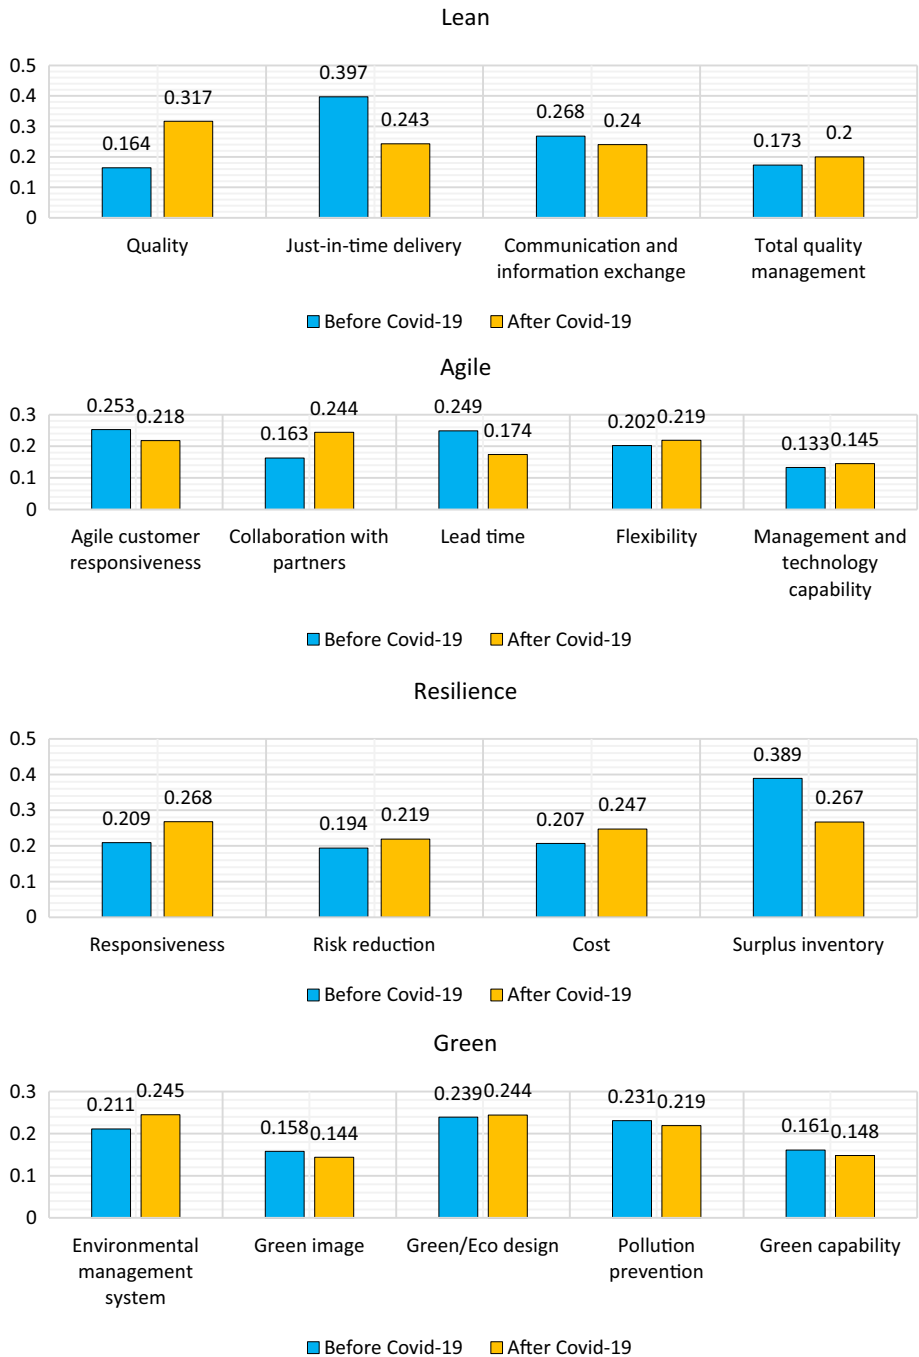 Lean
0.5
0.4
0.3
0.2
0.1
0
0.164
0.317
0.397
0.243
0.268
0.24
0.173
0.2
Quality
Just-in-time delivery
Communication and
information exchange
Total quality
management
Before Covid-19
After Covid-19
Agile
0.3
0.2
0.1
0
0.253
0.218
0.163
0.244
0.249
0.174
0.202
0.219
0.133
0.145
Agile customer
responsiveness
Collaboration with
partners
Lead time
Flexibility
Management and
technology
capability
Before Covid-19
After Covid-19
Resilience
0.5
0.4
0.3
0.2
0.1
0
0.209
0.268
0.194
0.219
0.207
0.247
0.389
0.267
Responsiveness
Risk reduction
Cost
Surplus inventory
Before Covid-19
After Covid-19
Green
0.3
0.2
0.1
0
0.211
0.245
0.158
0.144
0.239
0.244
0.231
0.219
0.161
0.148
Environmental
management
system
Green image
Green/Eco design
Pollution
prevention
Green capability
Before Covid-19
After Covid-19